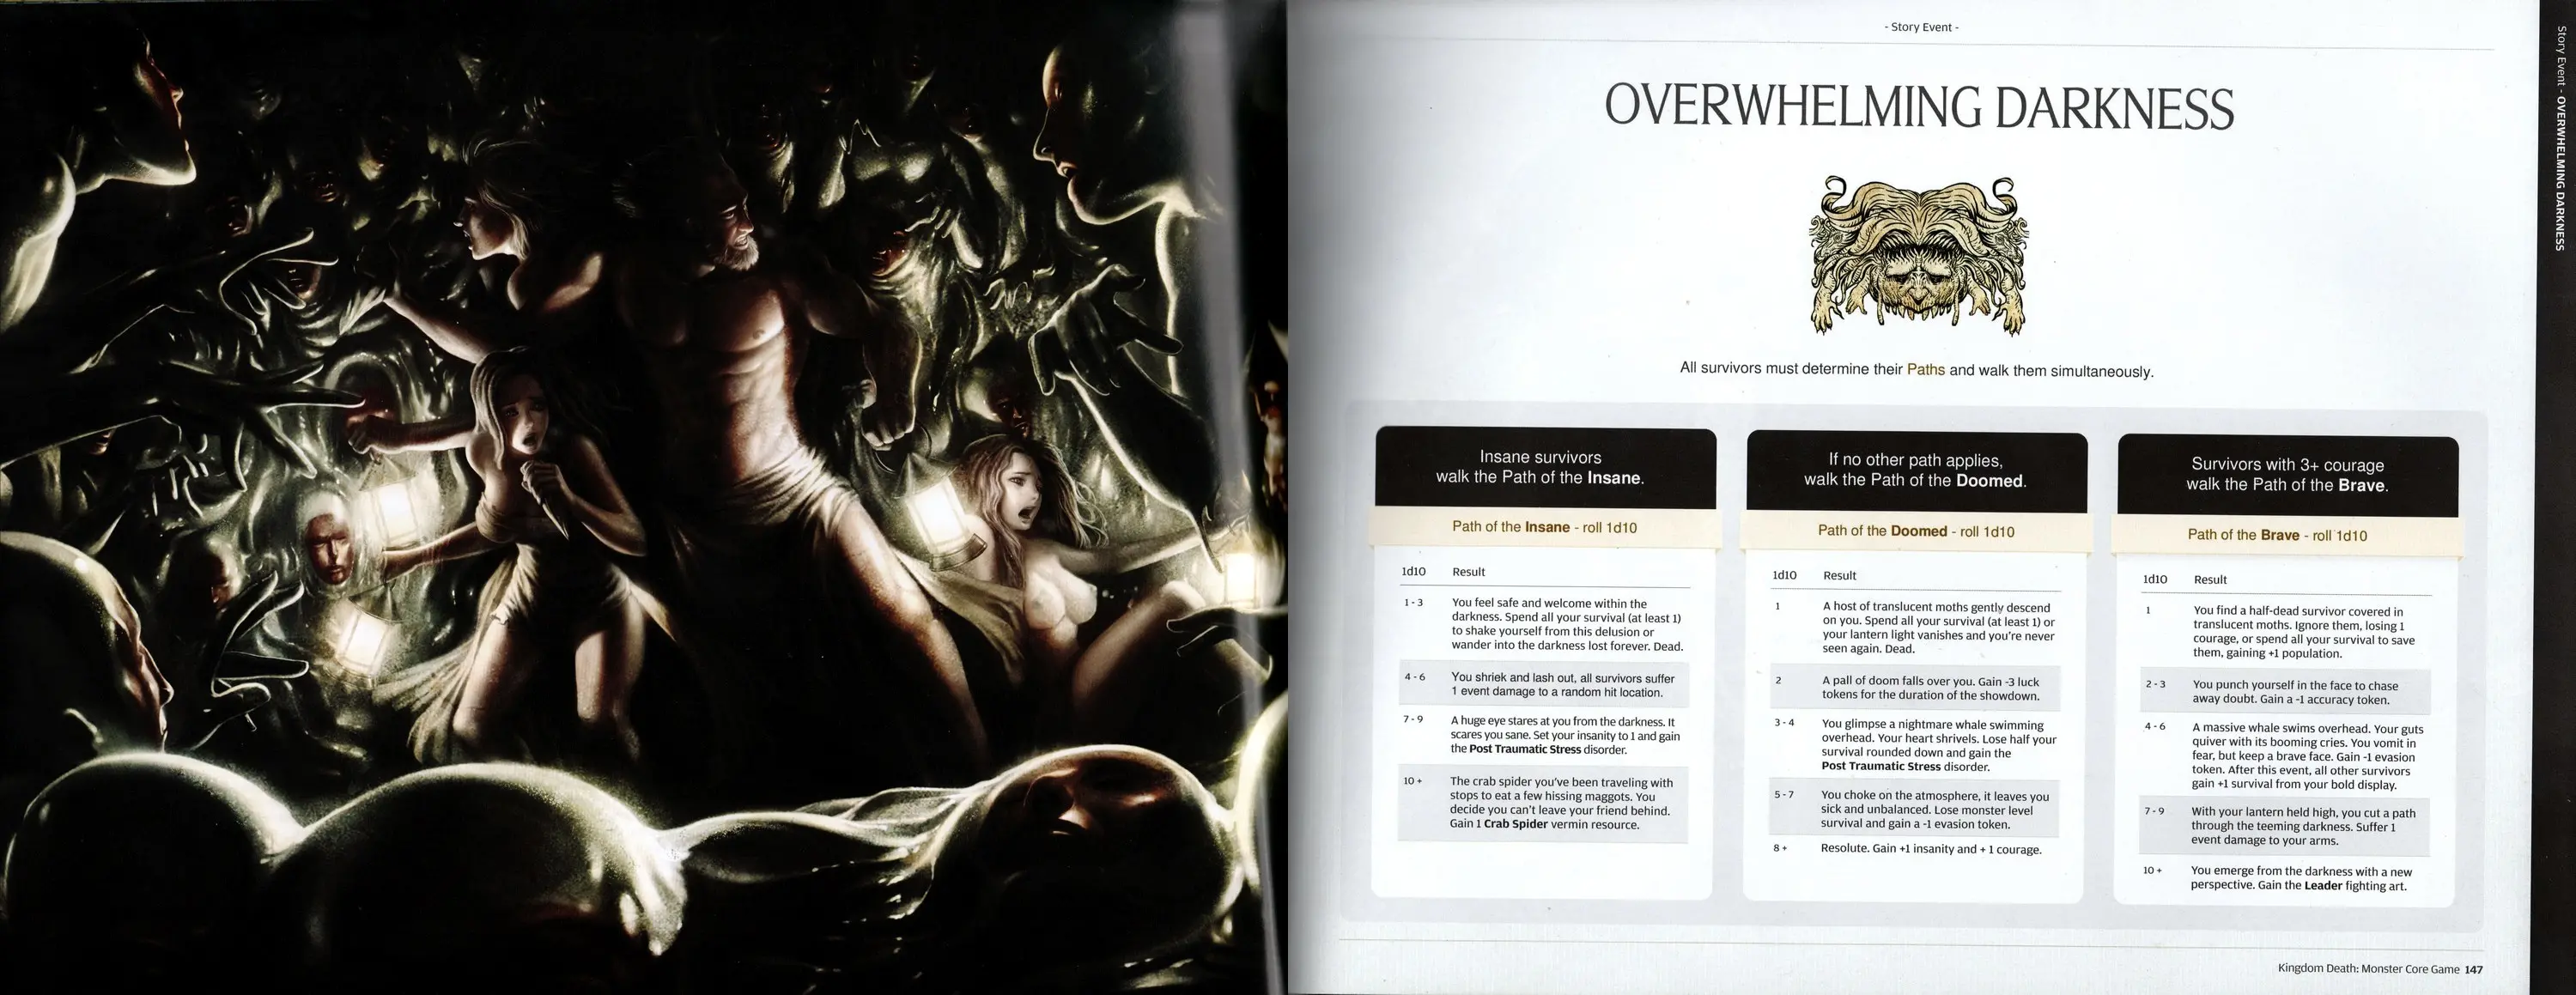 - Story Event -
OVERWHELMING DARKNESS
All survivors must determine their Paths and walk them simultaneously.
Insane survivors
walk the Path of the Insane.
Path of the Insane - roll 1d10
1d10 Result
1 - 3 You feel safe and welcome within the
darkness. Spend all your survival (at least 1)
to shake yourself from this delusion or
wander into the darkness lost forever. Dead.
4 - 6 You shriek and lash out, all survivors suffer
1 event damage to a random hit location.
7 - 9 A huge eye stares at you from the darkness. It
scares you sane. Set your insanity to 1 and gain
the Post Traumatic Stress disorder.
10 + The crab spider you've been traveling with
stops to eat a few hissing maggots. You
decide you can't leave your friend behind.
Gain 1 Crab Spider vermin resource.
If no other path applies,
walk the Path of the Doomed.
Path of the Doomed - roll 1d10
1d10 Result
1 A host of translucent moths gently descend
on you. Spend all your survival (at least 1) or
your lantern light vanishes and you're never
seen again. Dead.
2 A pall of doom falls over you. Gain -3 luck
tokens for the duration of the showdown.
3 - 4 You glimpse a nightmare whale swimming
overhead. Your heart shrivels. Lose half your
survival rounded down and gain the
Post Traumatic Stress disorder.
5 - 7 You choke on the atmosphere, it leaves you
sick and unbalanced. Lose monster level
survival and gain a -1 evasion token.
8 + Resolute. Gain +1 insanity and + 1 courage.
Survivors with 3+ courage
walk the Path of the Brave.
Path of the Brave - roll 1d10
1d10 Result
1 You find a half-dead survivor covered in
translucent moths. Ignore them, losing 1
courage, or spend all your survival to save
them, gaining +1 population.
2 - 3 You punch yourself in the face to chase
away doubt. Gain a -1 accuracy token.
4 - 6 A massive whale swims overhead. Your guts
quiver with its booming cries. You vomit in
fear, but keep a brave face. Gain -1 evasion
token. After this event, all other survivors
gain +1 survival from your bold display.
7 - 9 With your lantern held high, you cut a path
through the teeming darkness. Suffer 1
event damage to your arms.
10 + You emerge from the darkness with a new
perspective. Gain the Leader fighting art.
Kingdom Death: Monster Core Game 147
Story Event - OVERWHELMING DARKNESS